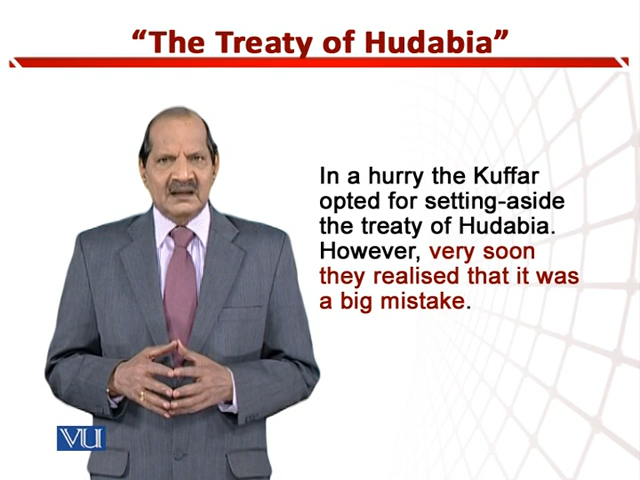 “The Treaty of Hudabia”
In a hurry the Kuffar
opted for setting-aside
the treaty of Hudabia.
However, very soon
they realised that it was
a big mistake.
VU